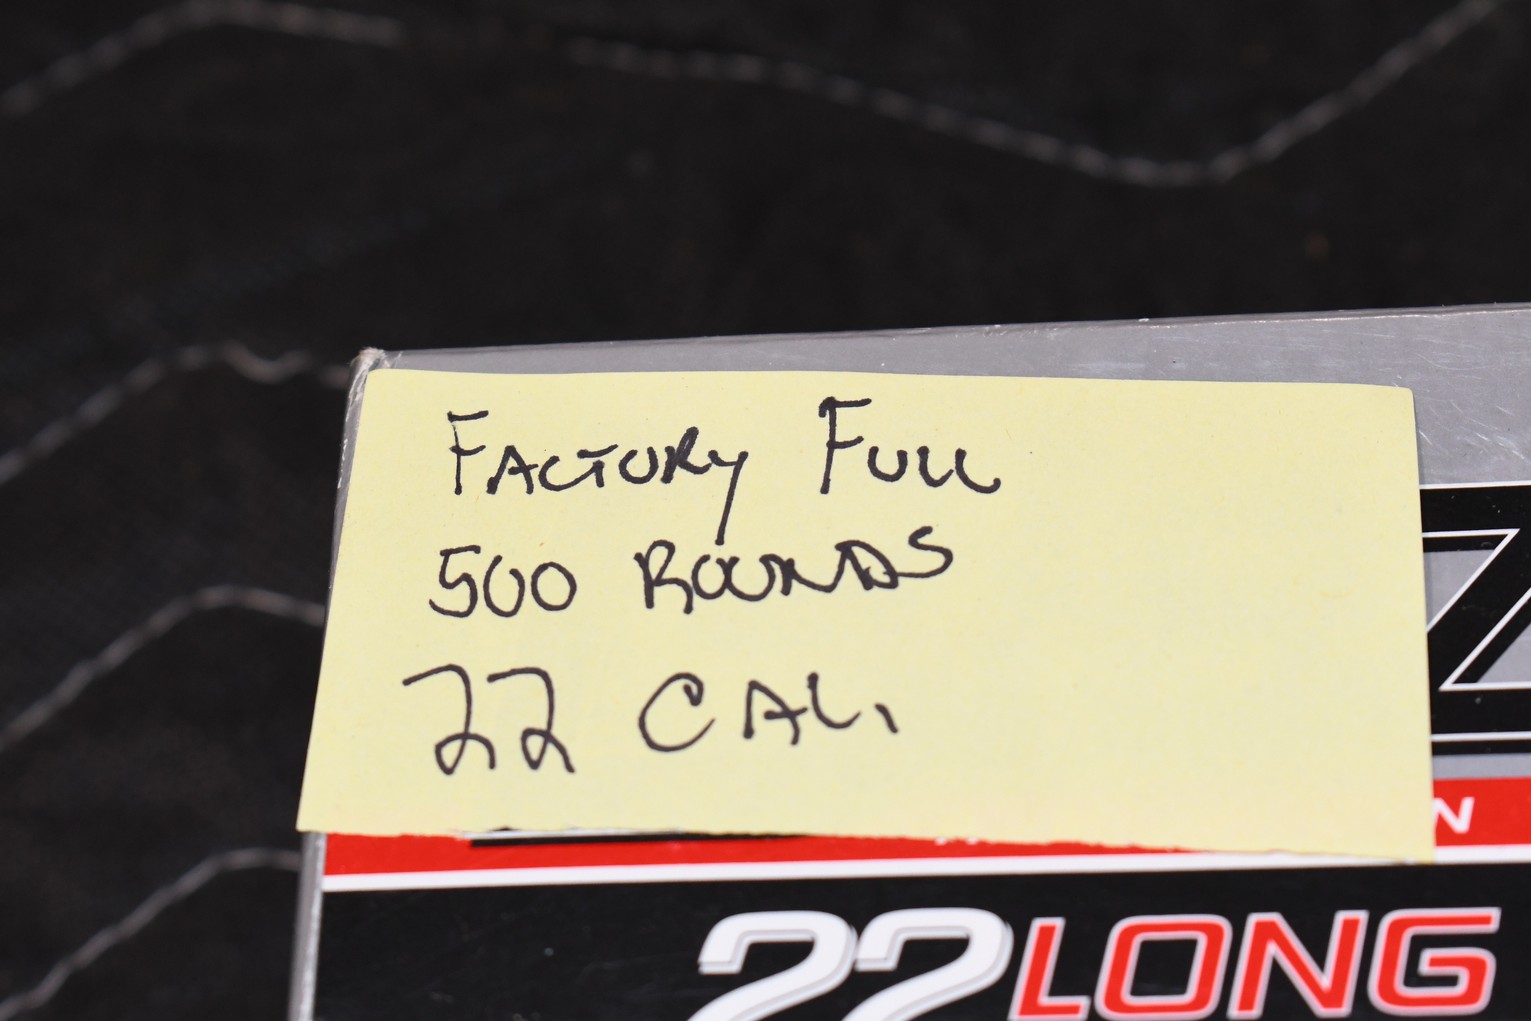 FACTORY FULL
500 ROUNDS
22 CAL.
Z
N
22 LONG